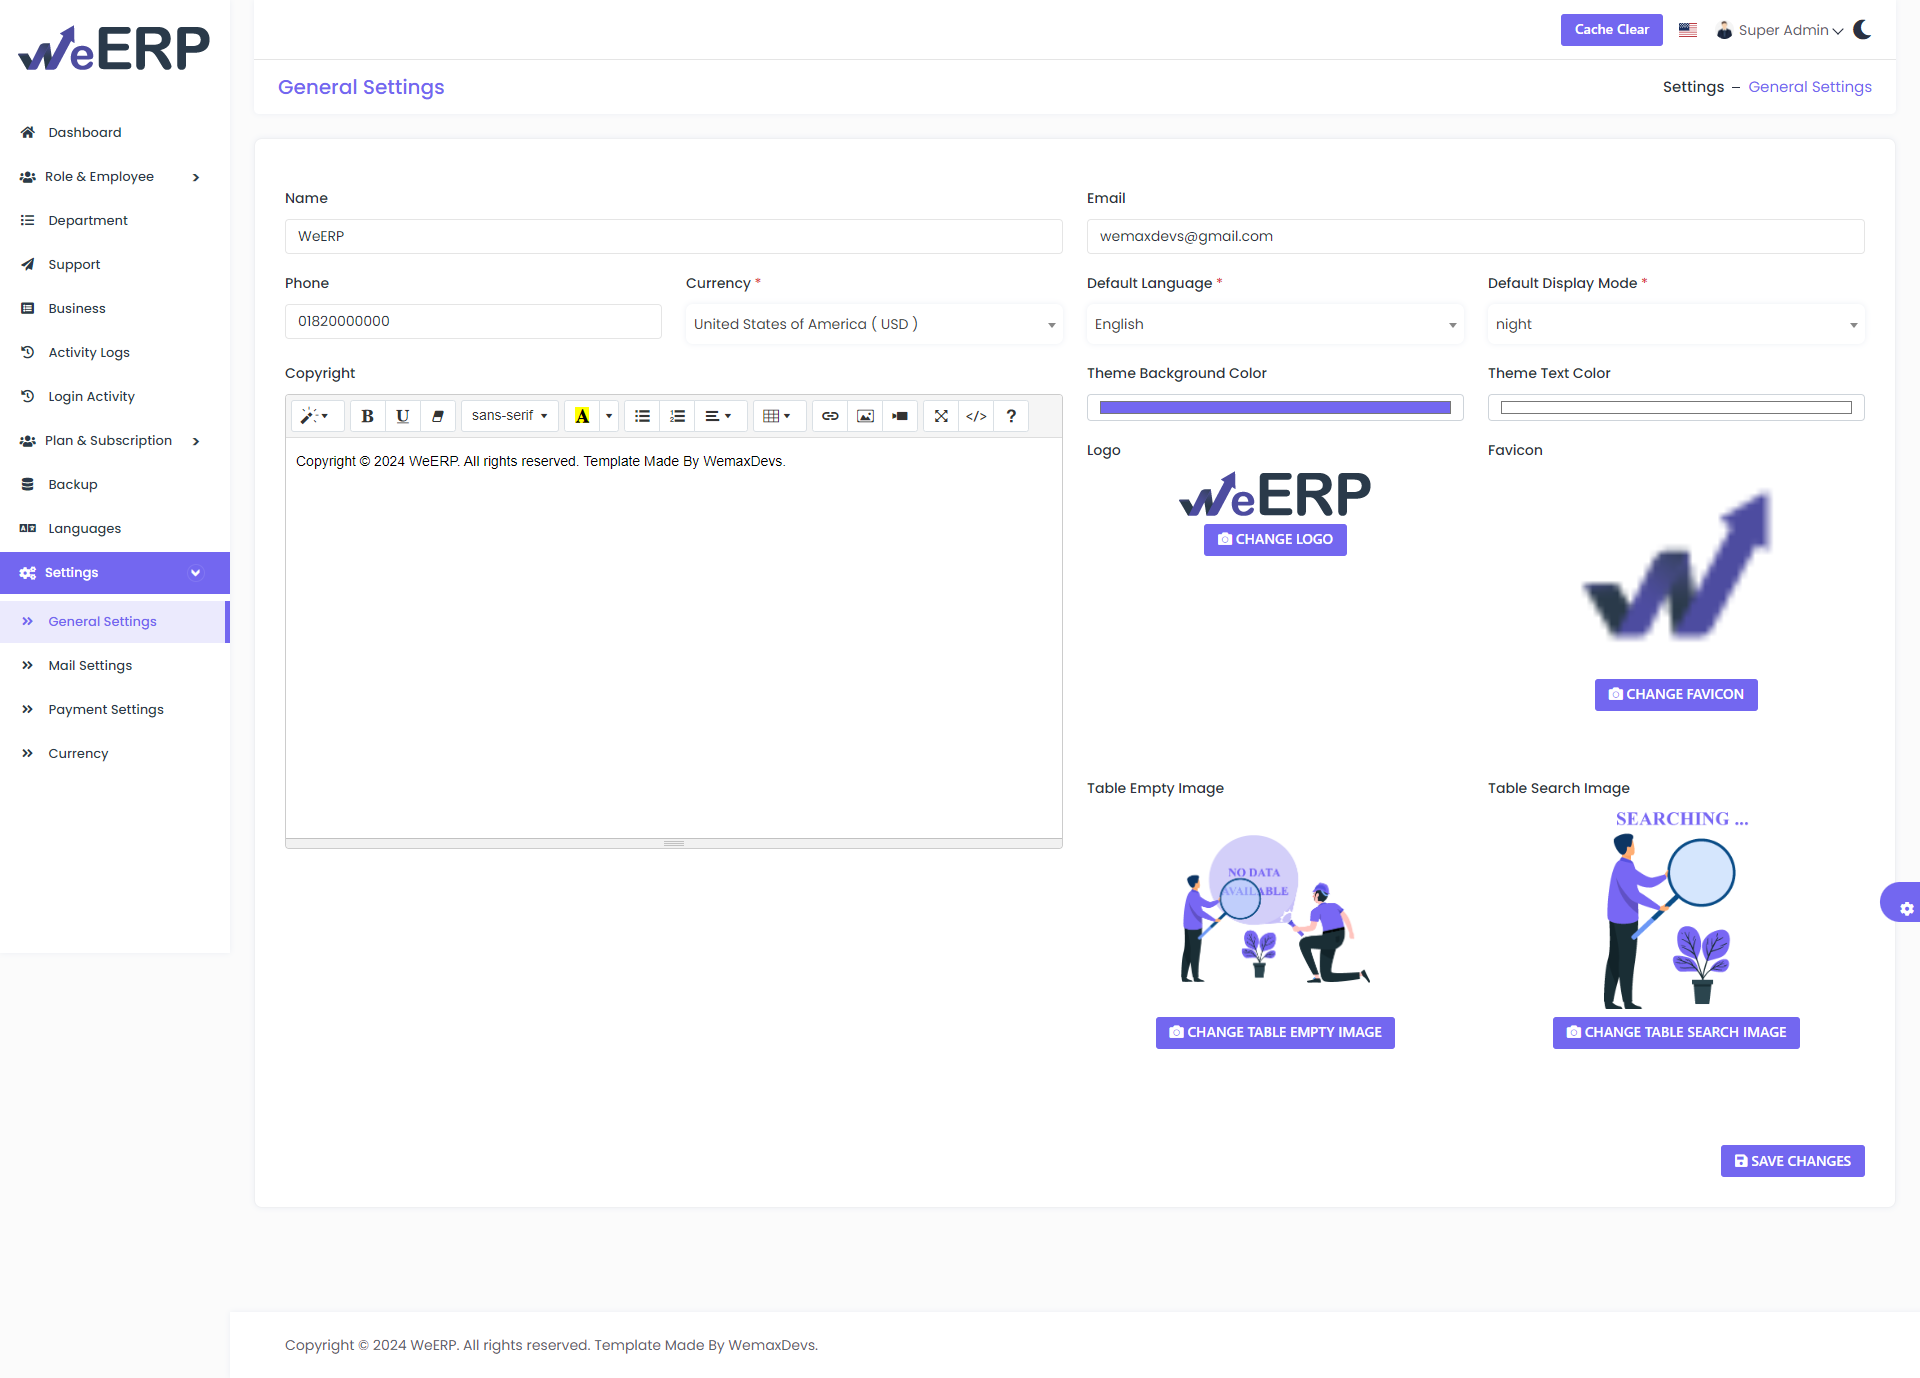 WeERP
Cache Clear
Super Admin
General Settings
Settings – General Settings
Dashboard
Role & Employee
Department
Support
Business
Activity Logs
Login Activity
Plan & Subscription
Backup
Languages
Settings
General Settings
Mail Settings
Payment Settings
Currency
Name
WeERP
Email
wemaxdevs@gmail.com
Phone
01820000000
Currency *
United States of America ( USD )
Default Language *
English
Default Display Mode *
night
Copyright
B U sans-serif A </> ?
Copyright © 2024 WeERP. All rights reserved. Template Made By WemaxDevs.
Theme Background Color
Theme Text Color
Logo
WeERP
CHANGE LOGO
Favicon
W
CHANGE FAVICON
Table Empty Image
NO DATA
AVAILABLE
CHANGE TABLE EMPTY IMAGE
Table Search Image
SEARCHING ...
CHANGE TABLE SEARCH IMAGE
SAVE CHANGES
Copyright © 2024 WeERP. All rights reserved. Template Made By WemaxDevs.